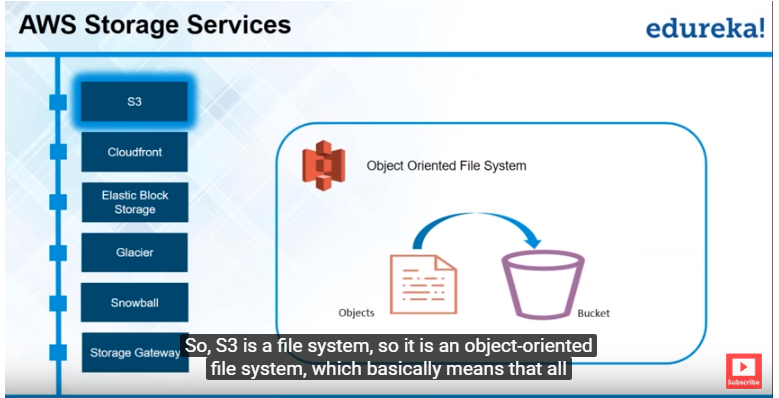 AWS Storage Services
edureka!
S3
Cloudfront
Elastic Block
Storage
Glacier
Snowball
Storage Gateway
Object Oriented File System
Objects
Bucket
So, S3 is a file system, so it is an object-oriented
file system, which basically means that all
Subscribe